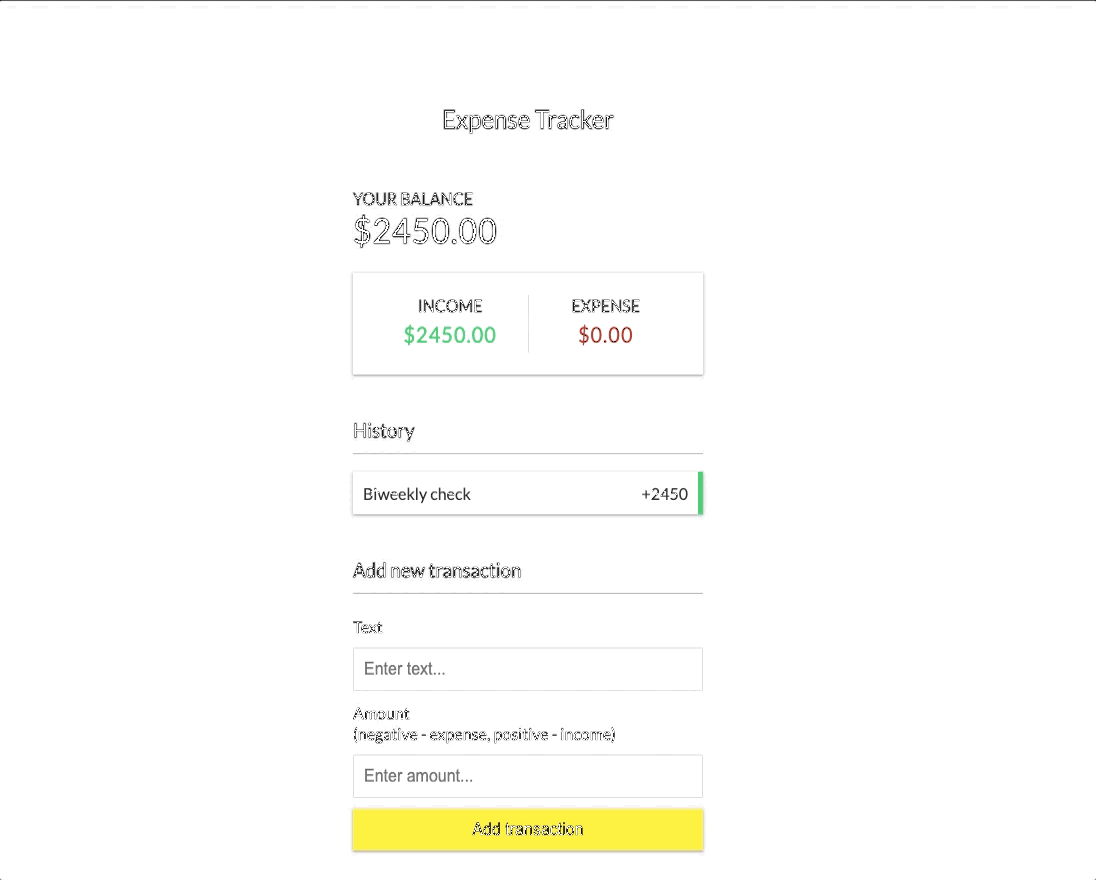 Expense Tracker
YOUR BALANCE
$2450.00
INCOME
EXPENSE
$2450.00
$0.00
History
Biweekly check
+2450
Add new transaction
Text
Enter text...
Amount
(negative - expense, positive - income)
Enter amount...
Add transaction